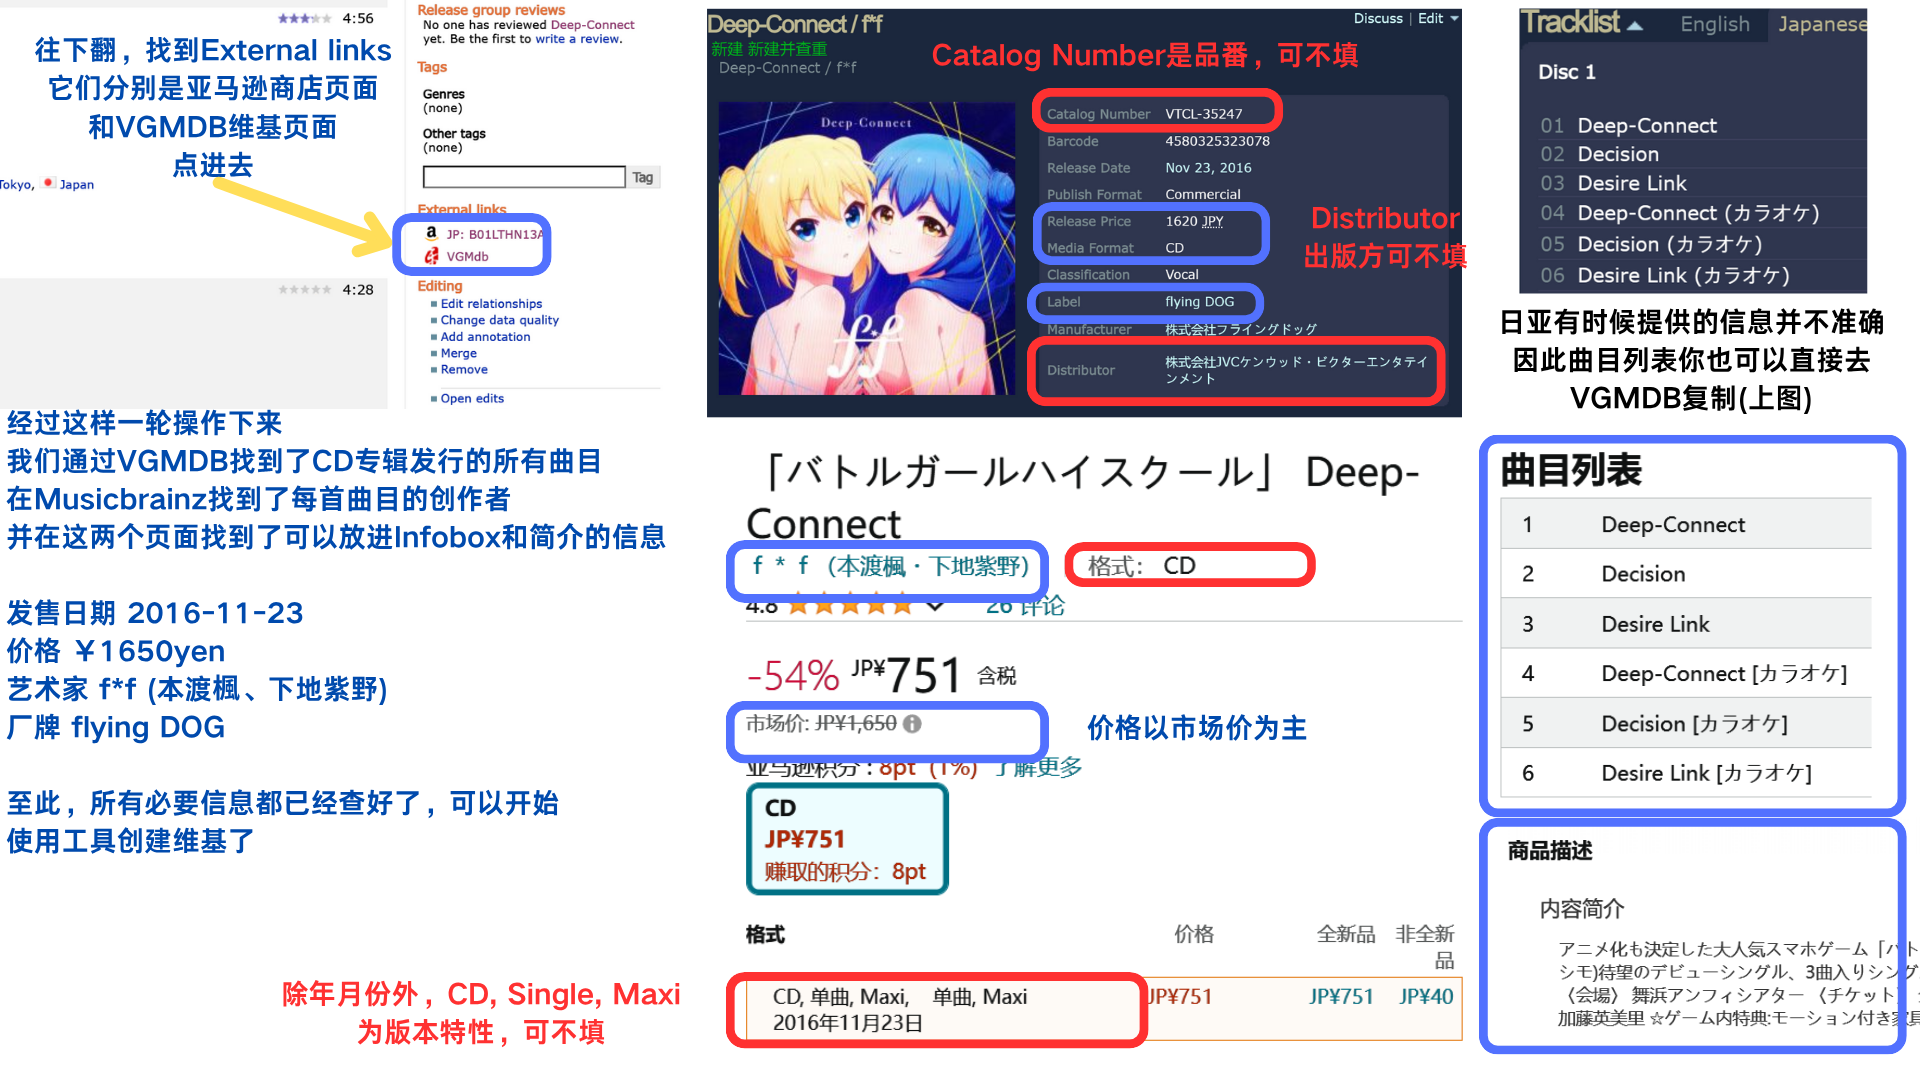 往下翻，找到External links
它们分别是亚马逊商店页面
和VGMDB维基页面
点进去
4:56
Tokyo, Japan
4:28
Release group reviews
No one has reviewed Deep-Connect
yet. Be the first to write a review.
Tags
Genres
(none)
Other tags
(none)
Tag
External links
JP: B01LTHN13A
VGMdb
Editing
Edit relationships
Change data quality
Add annotation
Merge
Remove
Open edits
经过这样一轮操作下来
我们通过VGMDB找到了CD专辑发行的所有曲目
在Musicbrainz找到了每首曲目的创作者
并在这两个页面找到了可以放进Infobox和简介的信息
发售日期 2016-11-23
价格 ￥1650yen
艺术家 f*f (本渡楓、下地紫野)
厂牌 flying DOG
至此，所有必要信息都已经查好了，可以开始
使用工具创建维基了
Deep-Connect / f*f
Discuss | Edit
新建 新建并查重
Deep-Connect / f*f
Catalog Number是品番，可不填
Deep-Connect
f*f
Catalog Number VTCL-35247
Barcode 4580325323078
Release Date Nov 23, 2016
Publish Format Commercial
Release Price 1620 JPY
Media Format CD
Classification Vocal
Label flying DOG
Manufacturer 株式会社フライングドッグ
Distributor 株式会社JVCケンウッド・ビクターエンタテイ
ンメント
Distributor
出版方可不填
「バトルガールハイスクール」 Deep-
Connect
f * f （本渡楓・下地紫野）
格式： CD
4.8 26 评论
-54% JP¥751 含税
市场价: JP¥1,650
价格以市场价为主
亚马逊积分：8pt (1%) 了解更多
CD
JP¥751
赚取的积分：8pt
格式 价格 全新品 非全新
品
CD, 单曲, Maxi, 单曲, Maxi
2016年11月23日
JP¥751 JP¥751 JP¥40
除年月份外，CD, Single, Maxi
为版本特性，可不填
Tracklist English Japanese
Disc 1
01 Deep-Connect
02 Decision
03 Desire Link
04 Deep-Connect (カラオケ)
05 Decision (カラオケ)
06 Desire Link (カラオケ)
日亚有时候提供的信息并不准确
因此曲目列表你也可以直接去
VGMDB复制(上图)
曲目列表
1 Deep-Connect
2 Decision
3 Desire Link
4 Deep-Connect [カラオケ]
5 Decision [カラオケ]
6 Desire Link [カラオケ]
商品描述
内容简介
アニメ化も決定した大人気スマホゲーム「バト
シモ)待望のデビューシングル、3曲入りシング
〈会場〉 舞浜アンフィシアター 〈チケット〉
加藤英美里 ☆ゲーム内特典:モーション付き家具